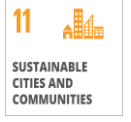 11
SUSTAINABLE
CITIES AND
COMMUNITIES